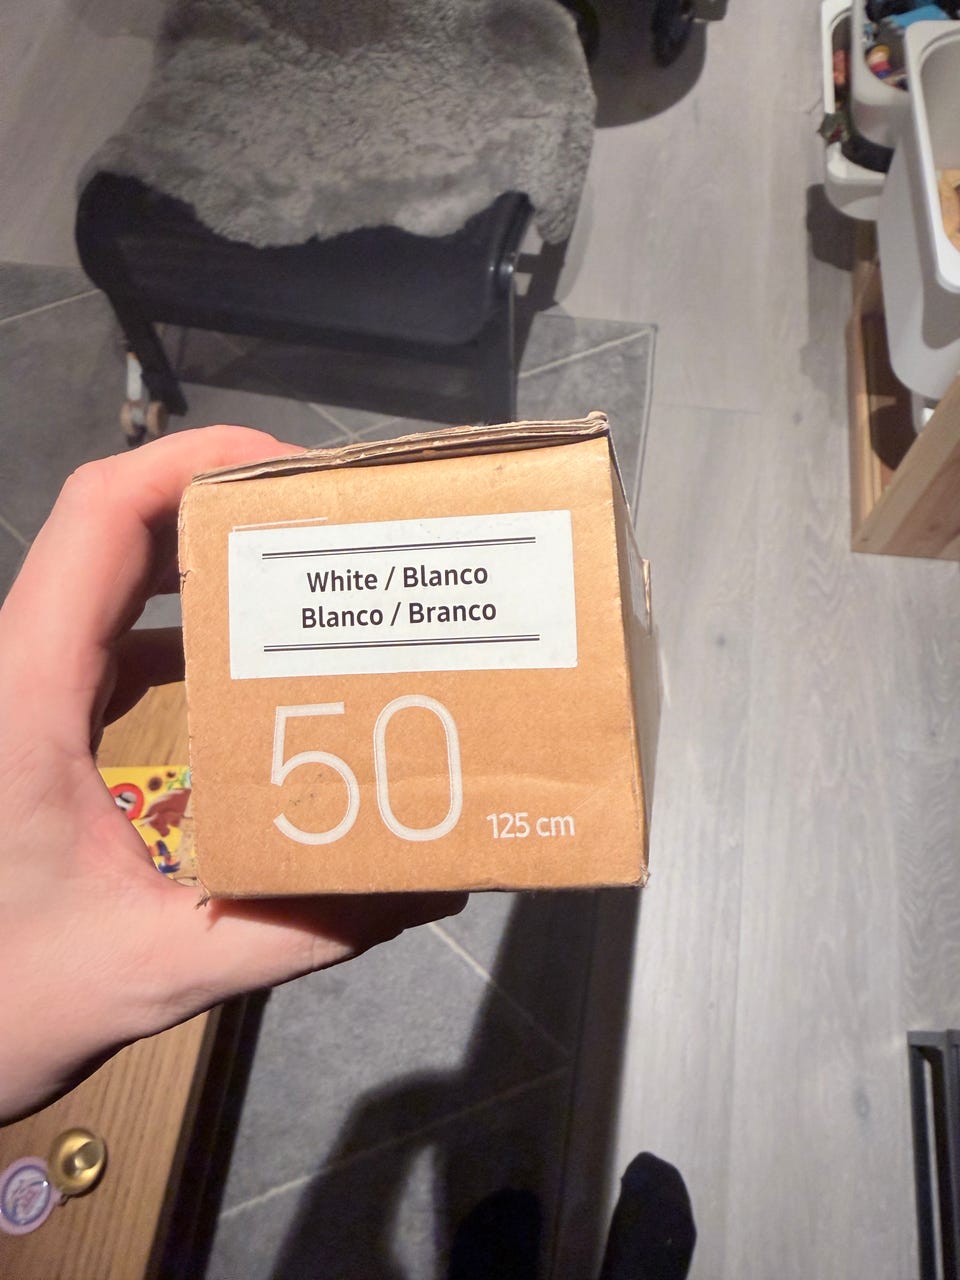 White / Blanco
Blanco / Branco
50 125 cm